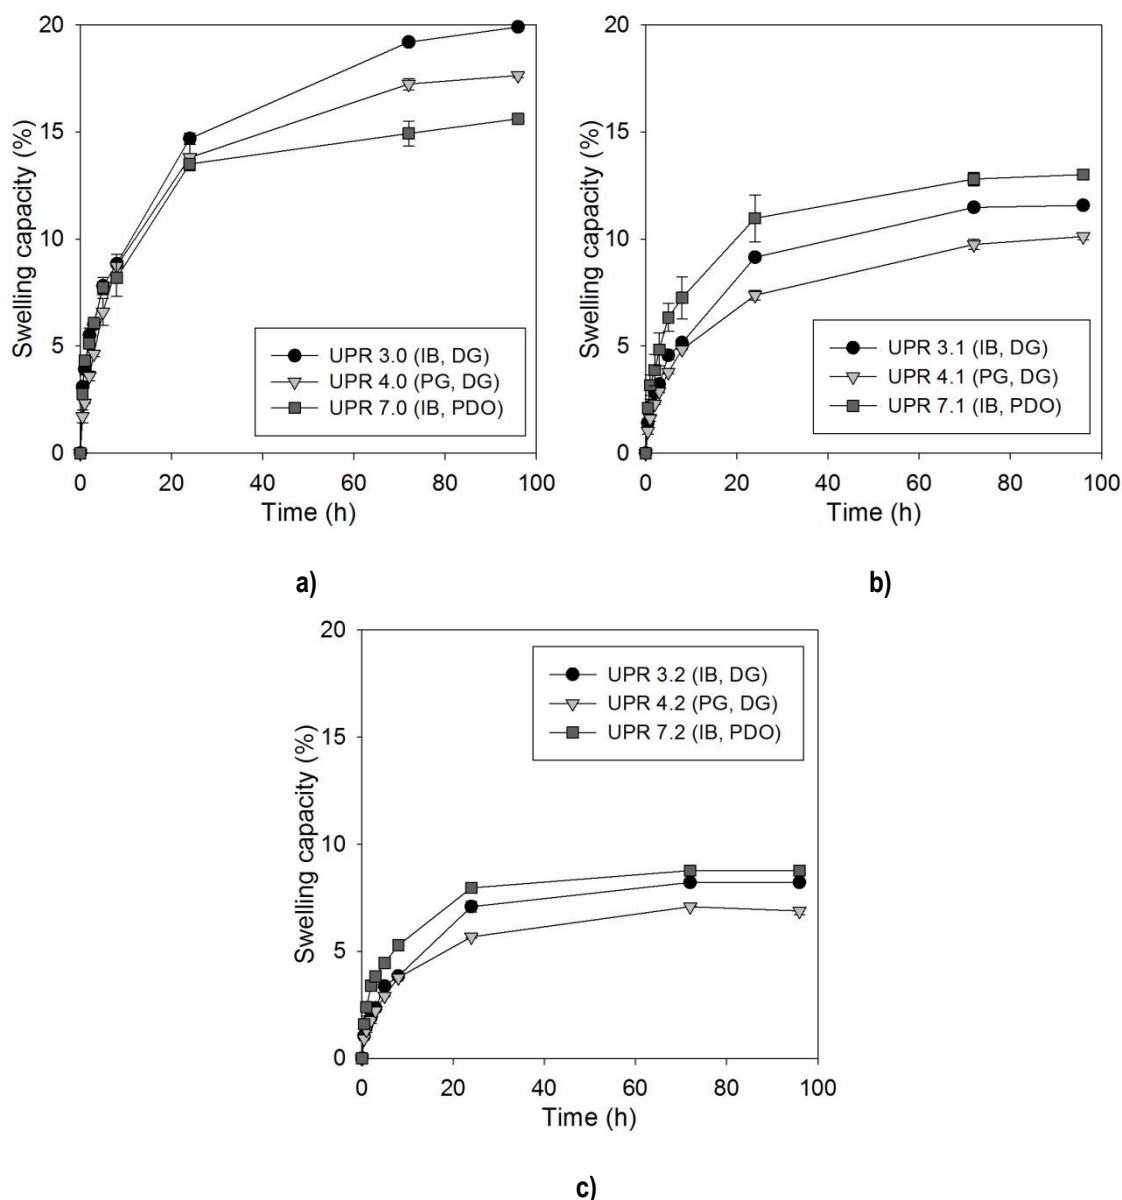 Swelling capacity (%)
20
15
10
5
0
UPR 3.0 (IB, DG)
UPR 4.0 (PG, DG)
UPR 7.0 (IB, PDO)
0 20 40 60 80 100
Time (h)
a)
Swelling capacity (%)
20
15
10
5
0
UPR 3.1 (IB, DG)
UPR 4.1 (PG, DG)
UPR 7.1 (IB, PDO)
0 20 40 60 80 100
Time (h)
b)
Swelling capacity (%)
20
15
10
5
0
UPR 3.2 (IB, DG)
UPR 4.2 (PG, DG)
UPR 7.2 (IB, PDO)
0 20 40 60 80 100
Time (h)
c)